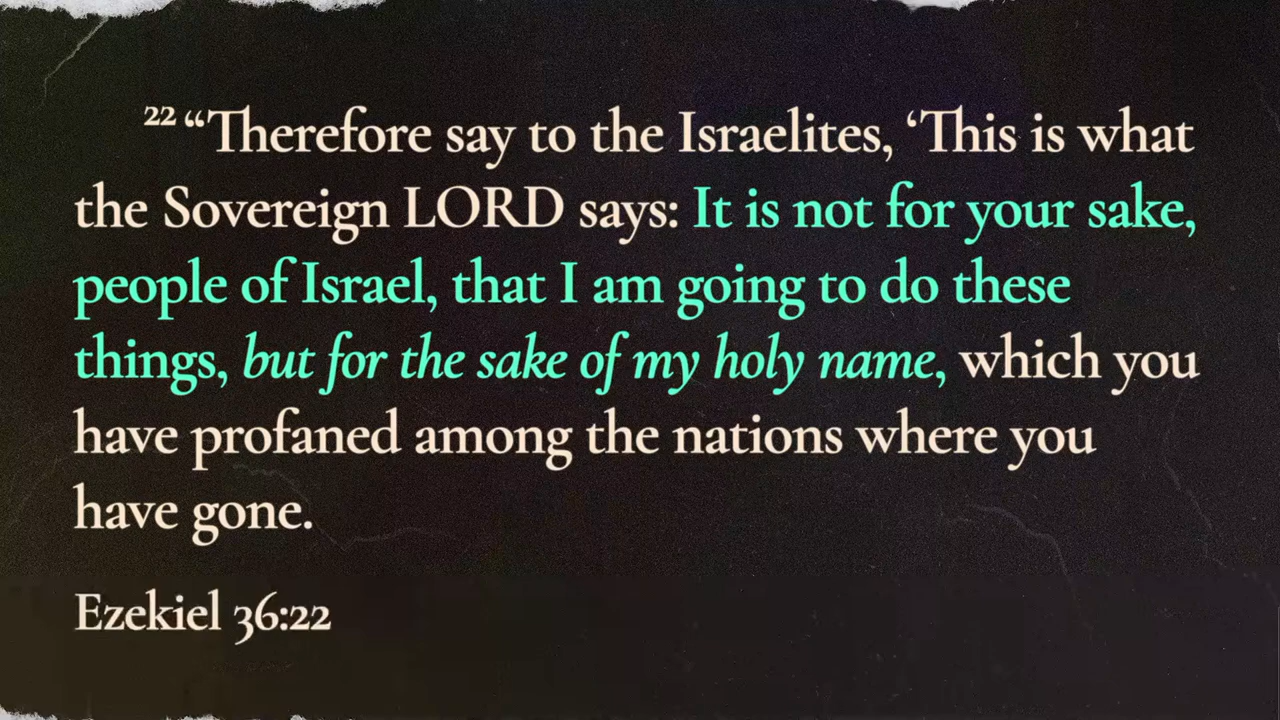 22 “Therefore say to the Israelites, ‘This is what
the Sovereign LORD says: It is not for your sake,
people of Israel, that I am going to do these
things, but for the sake of my holy name, which you
have profaned among the nations where you
have gone.
Ezekiel 36:22